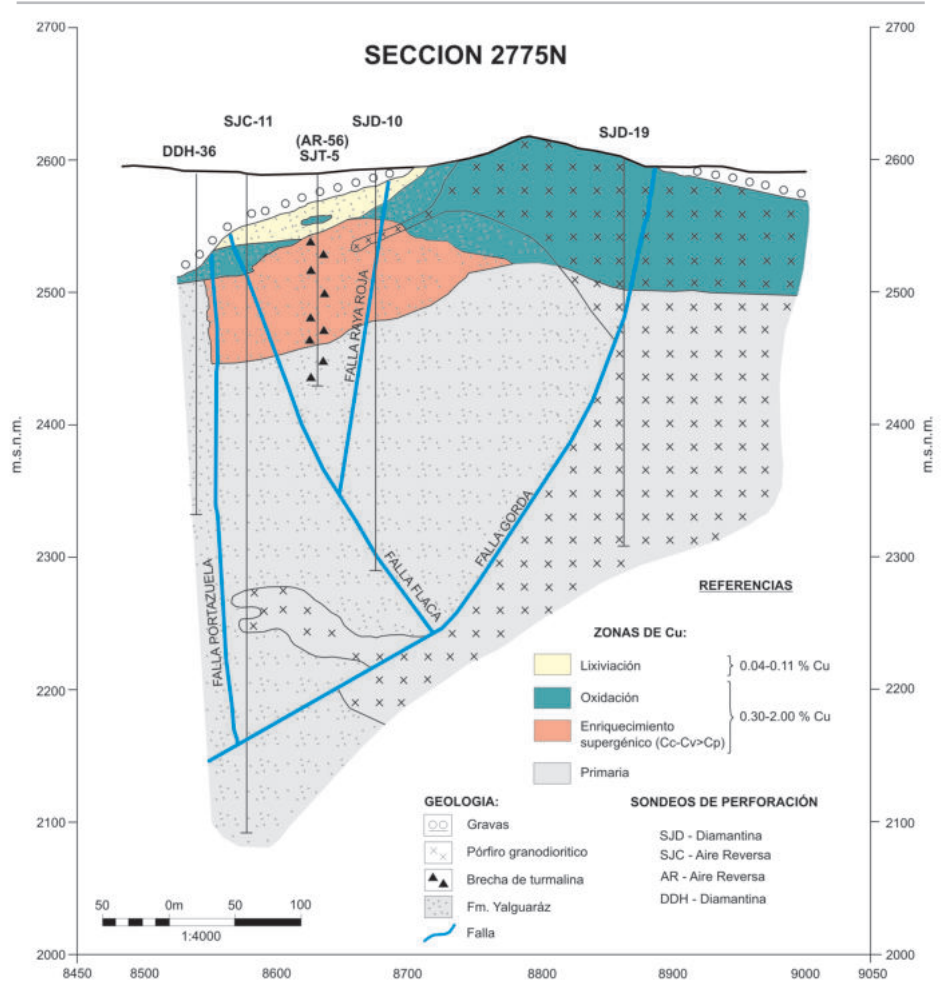 SECCION 2775N
2700
2600
2500
2400
2300
2200
2100
2000
m.s.n.m.
2700
2600
2500
2400
2300
2200
2100
2000
m.s.n.m.
8450
8500
8600
8700
8800
8900
9000
9050
DDH-36
SJC-11
(AR-56)
SJT-5
SJD-10
SJD-19
FALLA RAYA ROJA
FALLA PORTAZUELA
FALLA FLACA
FALLA GORDA
REFERENCIAS
ZONAS DE Cu:
Lixiviación
0.04-0.11 % Cu
Oxidación
Enriquecimiento
supergénico (Cc-Cv>Cp)
0.30-2.00 % Cu
Primaria
GEOLOGIA:
Gravas
Pórfiro granodioritico
Brecha de turmalina
Fm. Yalguaráz
Falla
SONDEOS DE PERFORACIÓN
SJD - Diamantina
SJC - Aire Reversa
AR - Aire Reversa
DDH - Diamantina
50 0m 50 100
1:4000